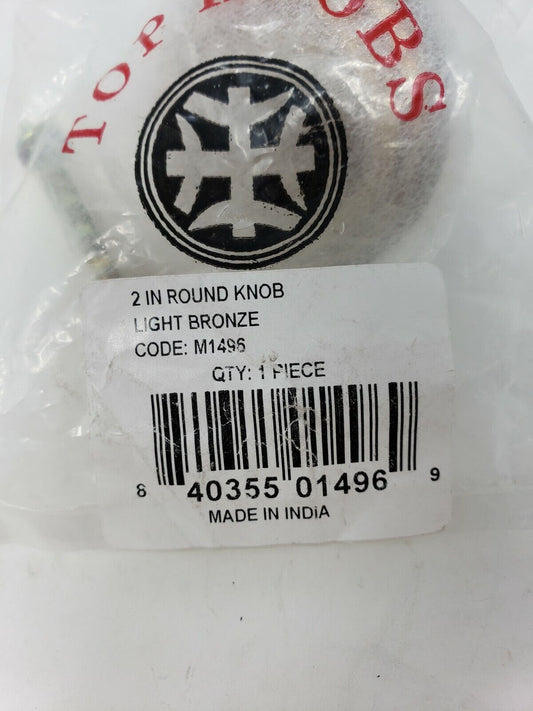 TOP KNOBS
2 IN ROUND KNOB
LIGHT BRONZE
CODE: M1496
QTY: 1 PIECE
8 40355 01496 9
MADE IN INDIA